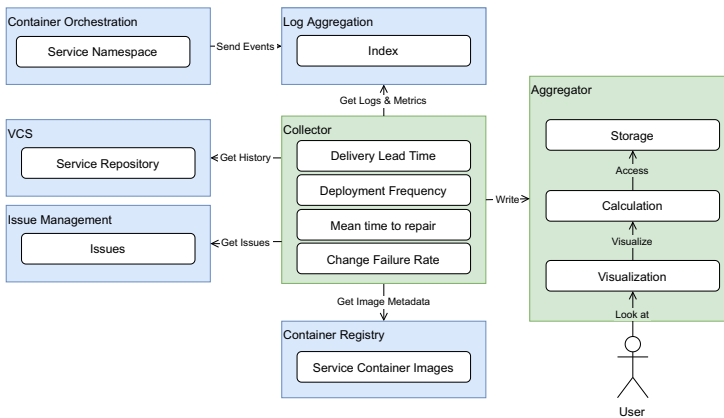 Container Orchestration
Service Namespace
Send Events
Log Aggregation
Index
Get Logs & Metrics
VCS
Service Repository
Get History
Issue Management
Issues
Get Issues
Collector
Delivery Lead Time
Deployment Frequency
Mean time to repair
Change Failure Rate
Write
Get Image Metadata
Container Registry
Service Container Images
Aggregator
Storage
Access
Calculation
Visualize
Visualization
Look at
User